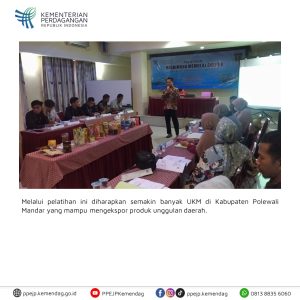 KEMENTERIAN
PERDAGANGAN
REPUBLIK INDONESIA
Melalui pelatihan ini diharapkan semakin banyak UKM di Kabupaten Polewali
Mandar yang mampu mengekspor produk unggulan daerah.
ppejp.kemendag.go.id
PPEJPKemendag
ppejp.kemendag
0813 8835 6060